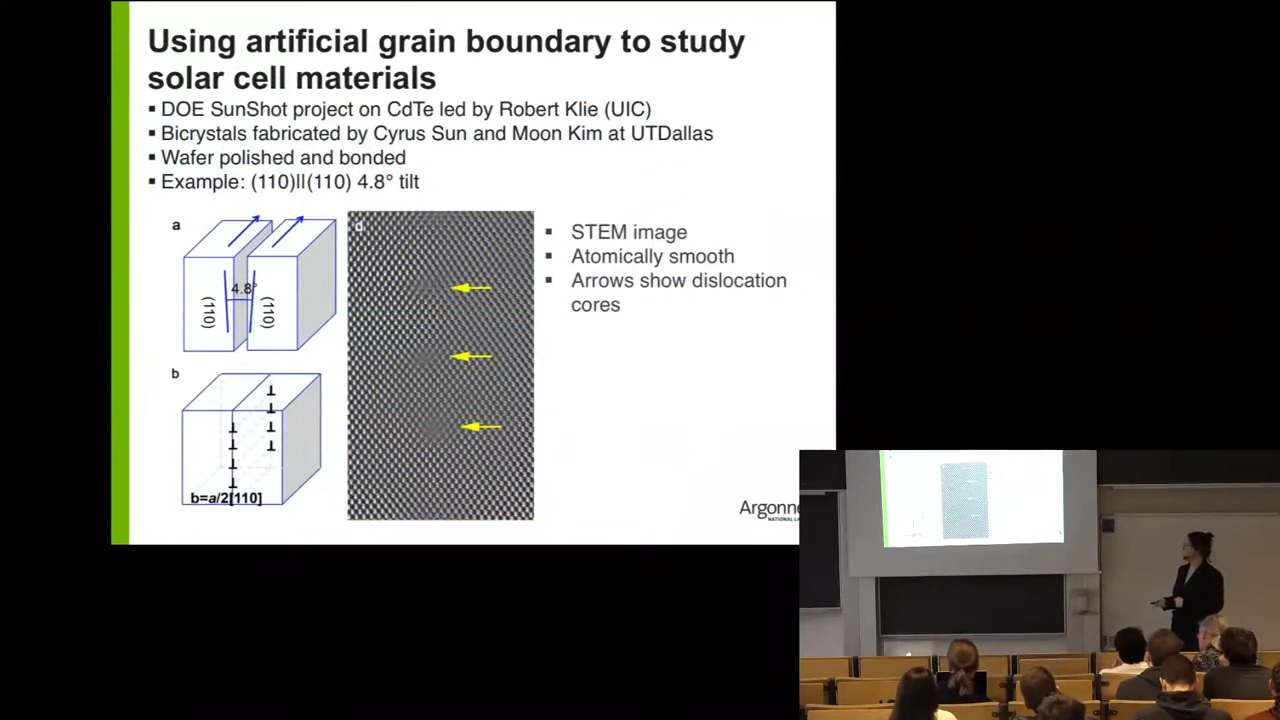 Using artificial grain boundary to study
solar cell materials
▪ DOE SunShot project on CdTe led by Robert Klie (UIC)
▪ Bicrystals fabricated by Cyrus Sun and Moon Kim at UTDallas
▪ Wafer polished and bonded
▪ Example: (110)||(110) 4.8° tilt
a
4.8°
(110)
(110)
b
b=a/2[110]
d
▪ STEM image
▪ Atomically smooth
▪ Arrows show dislocation
cores
Argonne